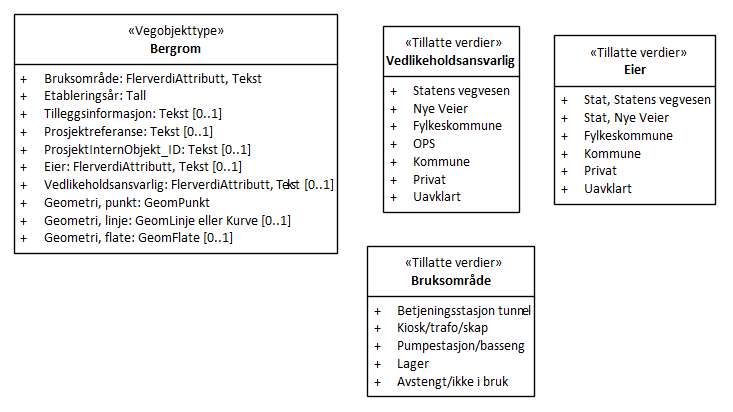 «Vegobjekttype»
Bergrom
+ Bruksområde: FlerverdiAttributt, Tekst
+ Etableringsår: Tall
+ Tilleggsinformasjon: Tekst [0..1]
+ Prosjektreferanse: Tekst [0..1]
+ ProsjektInternObjekt_ID: Tekst [0..1]
+ Eier: FlerverdiAttributt, Tekst [0..1]
+ Vedlikeholdsansvarlig: FlerverdiAttributt, Tekst [0..1]
+ Geometri, punkt: GeomPunkt
+ Geometri, linje: GeomLinje eller Kurve [0..1]
+ Geometri, flate: GeomFlate [0..1]
«Tillatte verdier»
Vedlikeholdsansvarlig
+ Statens vegvesen
+ Nye Veier
+ Fylkeskommune
+ OPS
+ Kommune
+ Privat
+ Uavklart
«Tillatte verdier»
Eier
+ Stat, Statens vegvesen
+ Stat, Nye Veier
+ Fylkeskommune
+ Kommune
+ Privat
+ Uavklart
«Tillatte verdier»
Bruksområde
+ Betjeningsstasjon tunnel
+ Kiosk/trafo/skap
+ Pumpestasjon/basseng
+ Lager
+ Avstengt/ikke i bruk